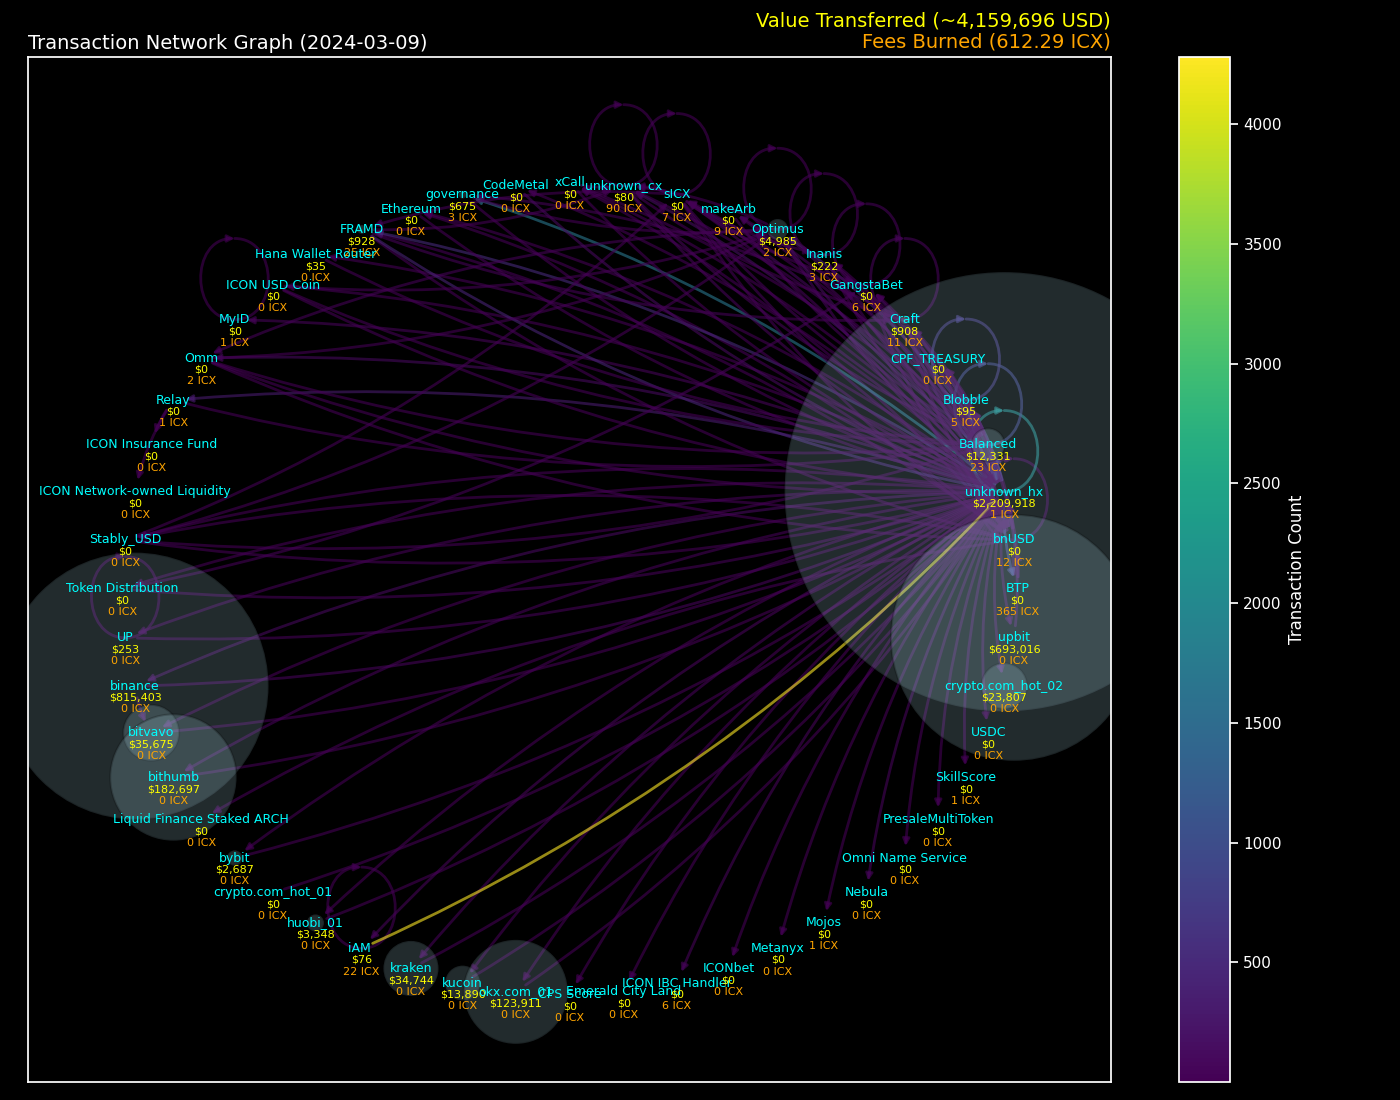 Value Transferred (~4,159,696 USD)
Transaction Network Graph (2024-03-09)
Fees Burned (612.29 ICX)
CodeMetal
$0
0 ICX
xCall
$0
0 ICX
unknown_cx
$80
90 ICX
sICX
$0
7 ICX
governance
$675
3 ICX
makeArb
$0
9 ICX
Ethereum
$0
0 ICX
Optimus
$4,985
2 ICX
FRAMD
$928
ICX
Inanis
$222
3 ICX
Hana Wallet Router
$35
0 ICX
GangstaBet
$0
6 ICX
ICON USD Coin
$0
0 ICX
Craft
$908
11 ICX
MyID
$0
1 ICX
CPF_TREASURY
$0
0 ICX
Omm
$0
2 ICX
Blobble
$95
5 ICX
Relay
$0
1 ICX
Balanced
$12,331
23 ICX
ICON Insurance Fund
$0
0 ICX
unknown_hx
$2,209,918
1 ICX
ICON Network-owned Liquidity
$0
0 ICX
bnUSD
$0
12 ICX
Stably_USD
$0
0 ICX
BTP
$0
365 ICX
Token Distribution
$0
0 ICX
upbit
$693,016
0 ICX
UP
$253
0 ICX
crypto.com_hot_02
$23,807
0 ICX
binance
$815,403
0 ICX
USDC
$0
0 ICX
bitvavo
$35,675
0 ICX
SkillScore
$0
1 ICX
bithumb
$182,697
0 ICX
PresaleMultiToken
$0
0 ICX
Liquid Finance Staked ARCH
$0
0 ICX
Omni Name Service
$0
0 ICX
bybit
$2,687
0 ICX
Nebula
$0
0 ICX
crypto.com_hot_01
$0
0 ICX
Mojos
$0
1 ICX
huobi_01
$3,348
0 ICX
Metanyx
$0
0 ICX
iAM
$76
22 ICX
ICONbet
$0
0 ICX
kraken
$34,744
0 ICX
ICON IBC Handler
$0
6 ICX
kucoin
$13,890
0 ICX
Emerald City Land
$0
0 ICX
okx.com_01
$123,911
0 ICX
CPS Score
$0
0 ICX
4000
3500
3000
2500
2000
1500
1000
500
Transaction Count